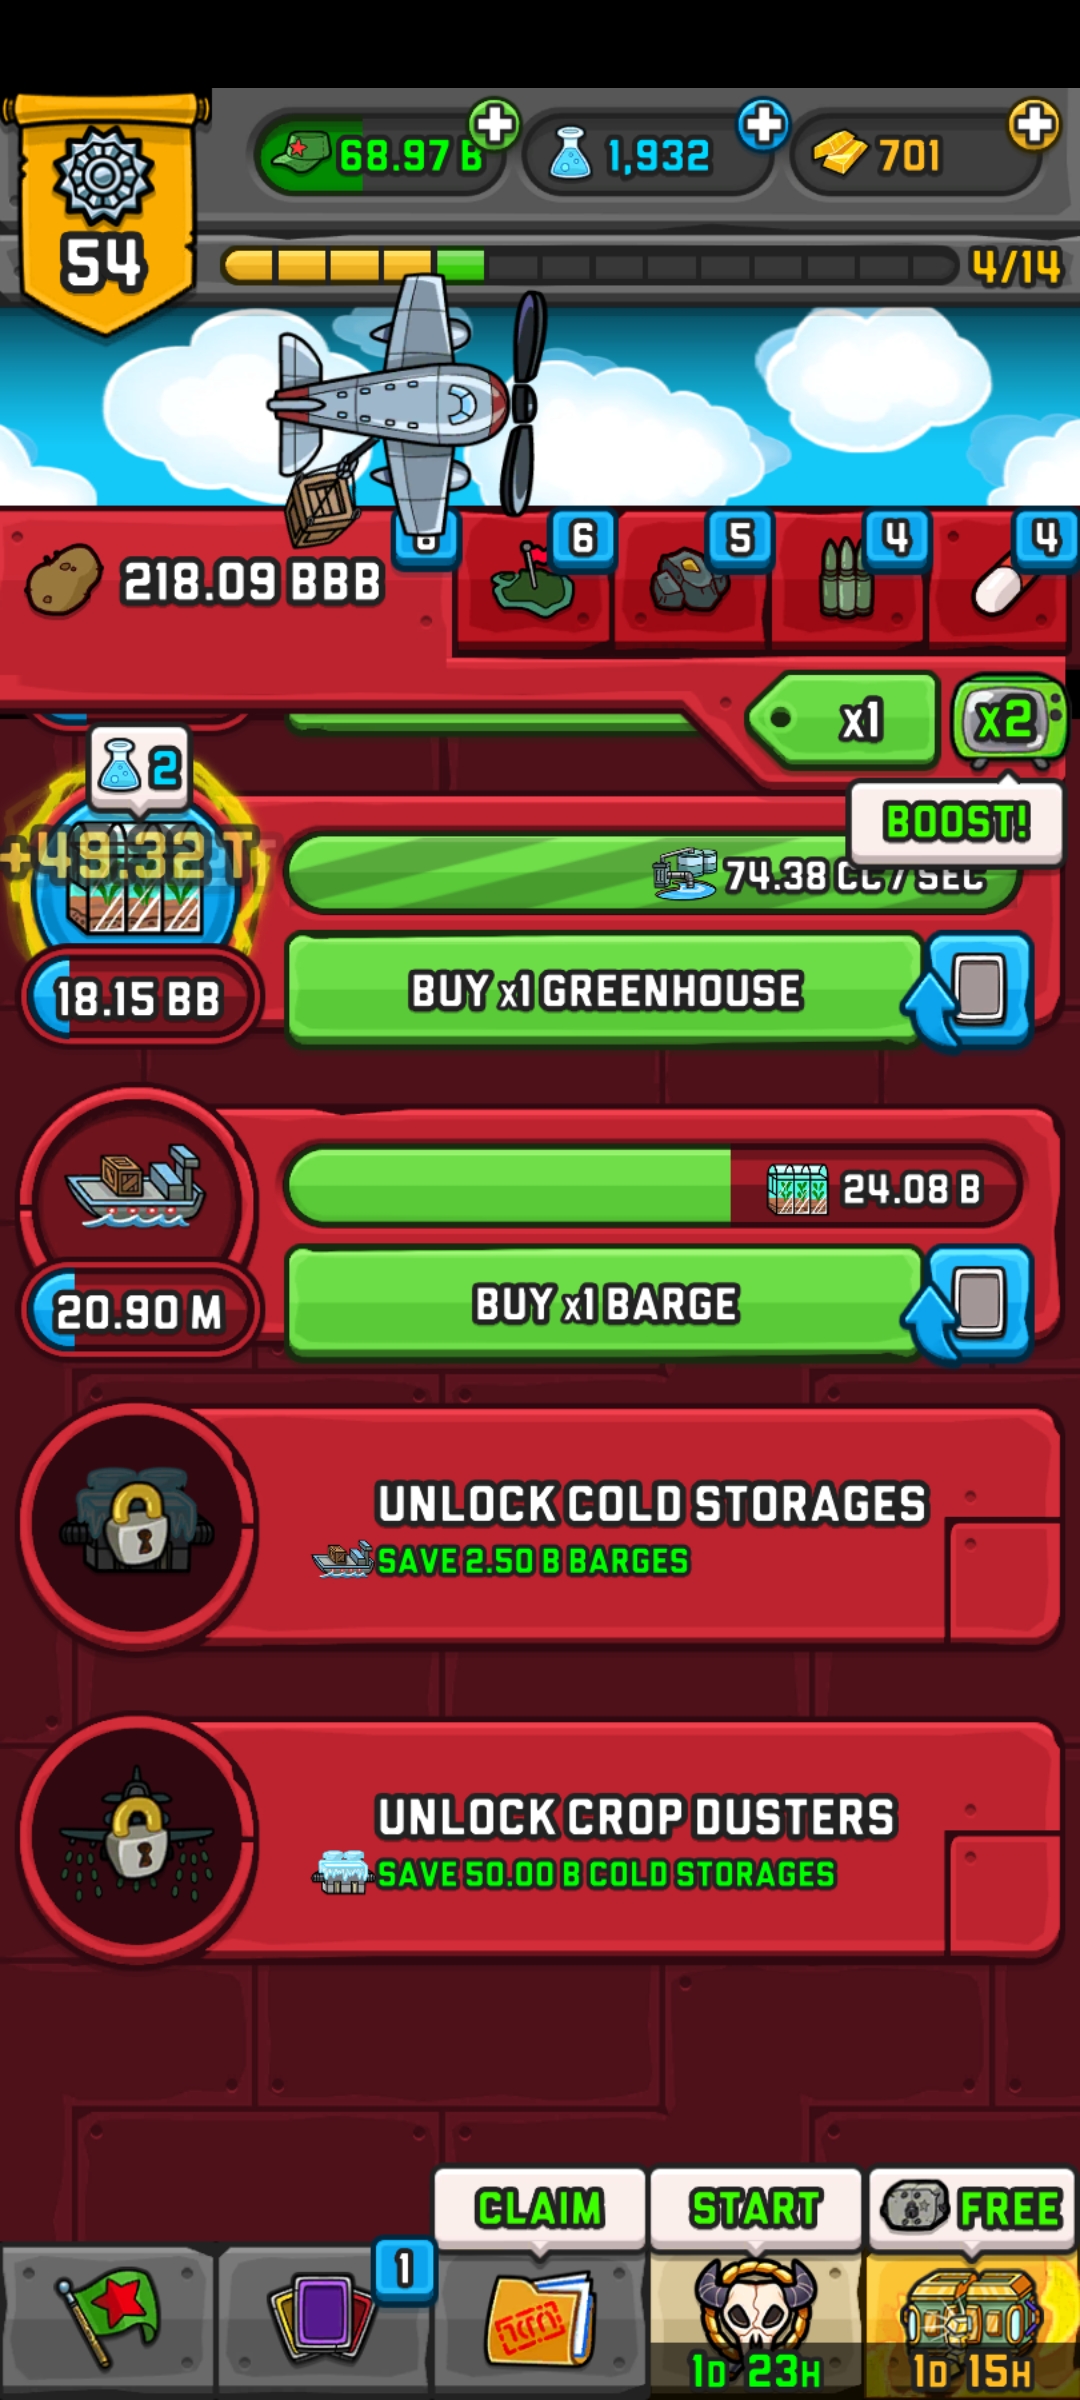 68.97 B
1,932
701
54
4/14
6
5
4
4
218.09 BBB
x1
x2
BOOST!
2
+49.32 T
74.38 CC / SEC
18.15 BB
BUY x1 GREENHOUSE
24.08 B
20.90 M
BUY x1 BARGE
UNLOCK COLD STORAGES
SAVE 2.50 B BARGES
UNLOCK CROP DUSTERS
SAVE 50.00 B COLD STORAGES
CLAIM
START
FREE
1
1D 23H
1D 15H